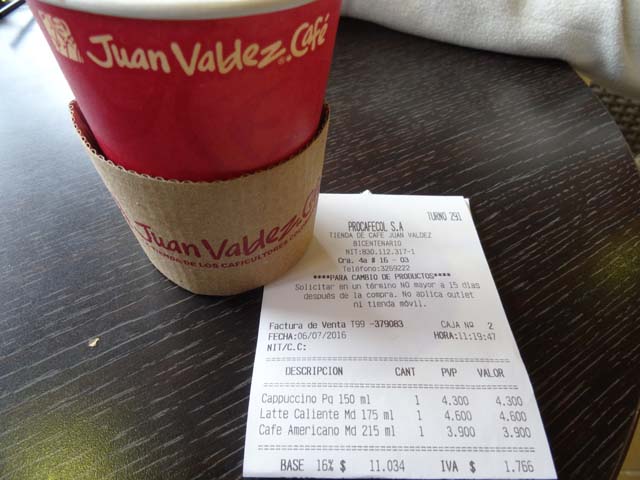 Juan Valdez. Café
Juan Valdez. Ca
TIENDA DE LOS CAFICULTORES CO
TURNO 291
PROCAFECOL S.A
TIENDA DE CAFE JUAN VALDEZ
BICENTENARIO
NIT:830.112.317-1
Cra. 4a # 16 - 03
Teléfono:3269222
****PARA CAMBIO DE PRODUCTOS****
Solicitar en un término NO mayor a 15 días
después de la compra. No aplica outlet
ni tienda móvil.
Factura de Venta T99 -379083 CAJA Nº 2
FECHA:06/07/2016 HORA:11:19:47
NIT/C.C:
DESCRIPCION CANT PVP VALOR
Cappuccino Pq 150 ml 1 4.300 4.300
Latte Caliente Md 175 ml 1 4.600 4.600
Cafe Americano Md 215 ml 1 3.900 3.900
BASE 16% $ 11.034 IVA $ 1.766